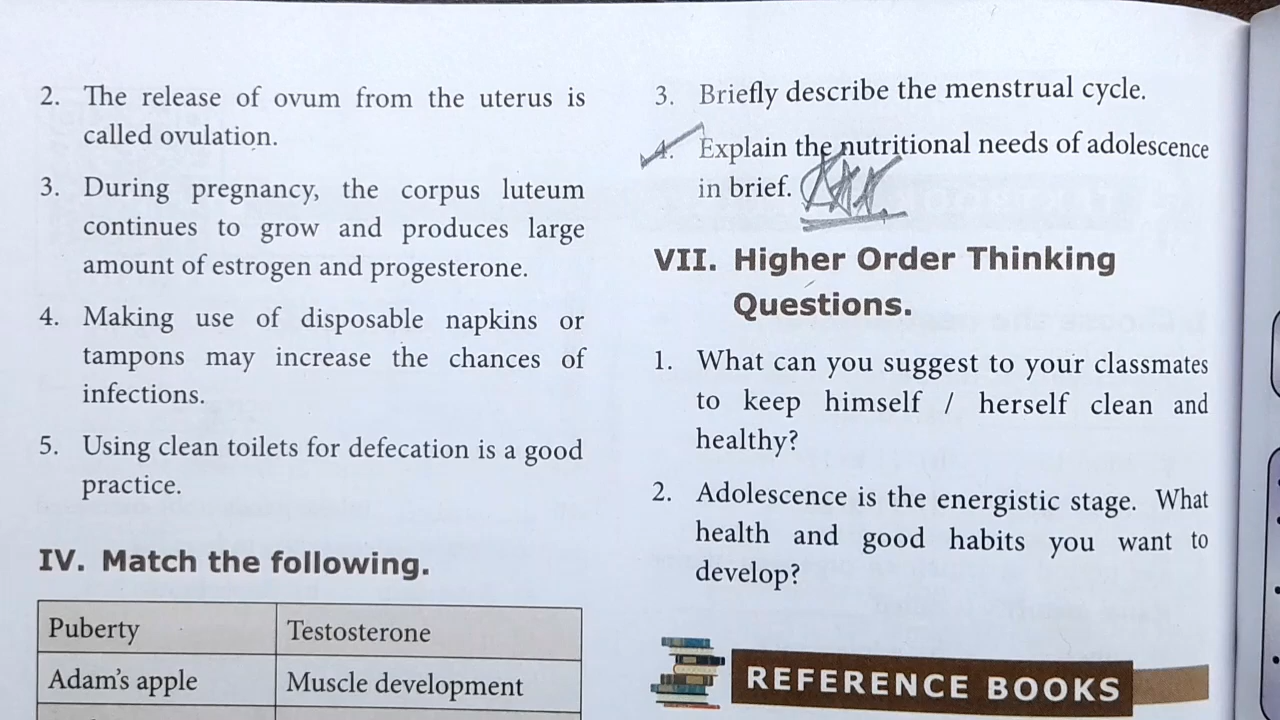 2. The release of ovum from the uterus is
called ovulation.
3. During pregnancy, the corpus luteum
continues to grow and produces large
amount of estrogen and progesterone.
4. Making use of disposable napkins or
tampons may increase the chances of
infections.
5. Using clean toilets for defecation is a good
practice.
IV. Match the following.
Puberty Testosterone
Adam's apple Muscle development
3. Briefly describe the menstrual cycle.
4. Explain the nutritional needs of adolescence
in brief.
VII. Higher Order Thinking
Questions.
1. What can you suggest to your classmates
to keep himself / herself clean and
healthy?
2. Adolescence is the energistic stage. What
health and good habits you want to
develop?
REFERENCE BOOKS